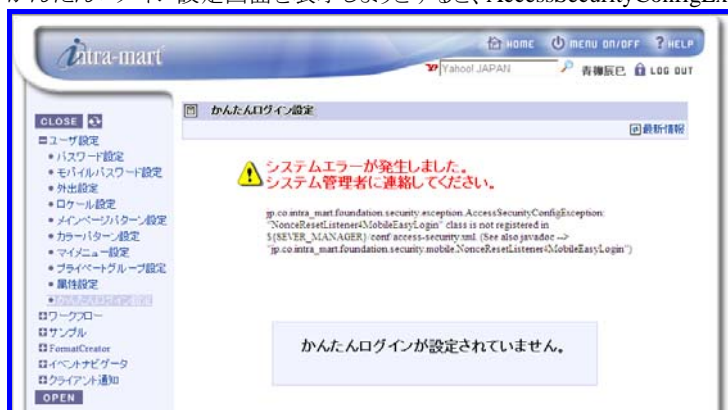 かんたんログイン設定画面を表示しようとすると、AccessSecurityConfigEx
intra-mart
HOME MENU ON/OFF ? HELP
Yahoo! JAPAN 青柳辰巳 LOG OUT
かんたんログイン設定
最新情報
CLOSE
ユーザ設定
パスワード設定
モバイルパスワード設定
外出設定
ロケール設定
メインページパターン設定
カラーパターン設定
マイメニュー設定
プライベートグループ設定
属性設定
かんたんログイン設定
ワークフロー
サンプル
FormatCreator
イベントナビゲータ
クライアント通知
OPEN
システムエラーが発生しました。
システム管理者に連絡してください。
jp.co.intra_mart.foundation.security.exception.AccessSecurityConfigException:
"NonceResetListener4MobileEasyLogin" class is not registered in
${SEVER_MANAGER}/conf/access-security.xml. (See also javadoc -->
"jp.co.intra_mart.foundation.security.mobile.NonceResetListener4MobileEasyLogin")
かんたんログインが設定されていません。